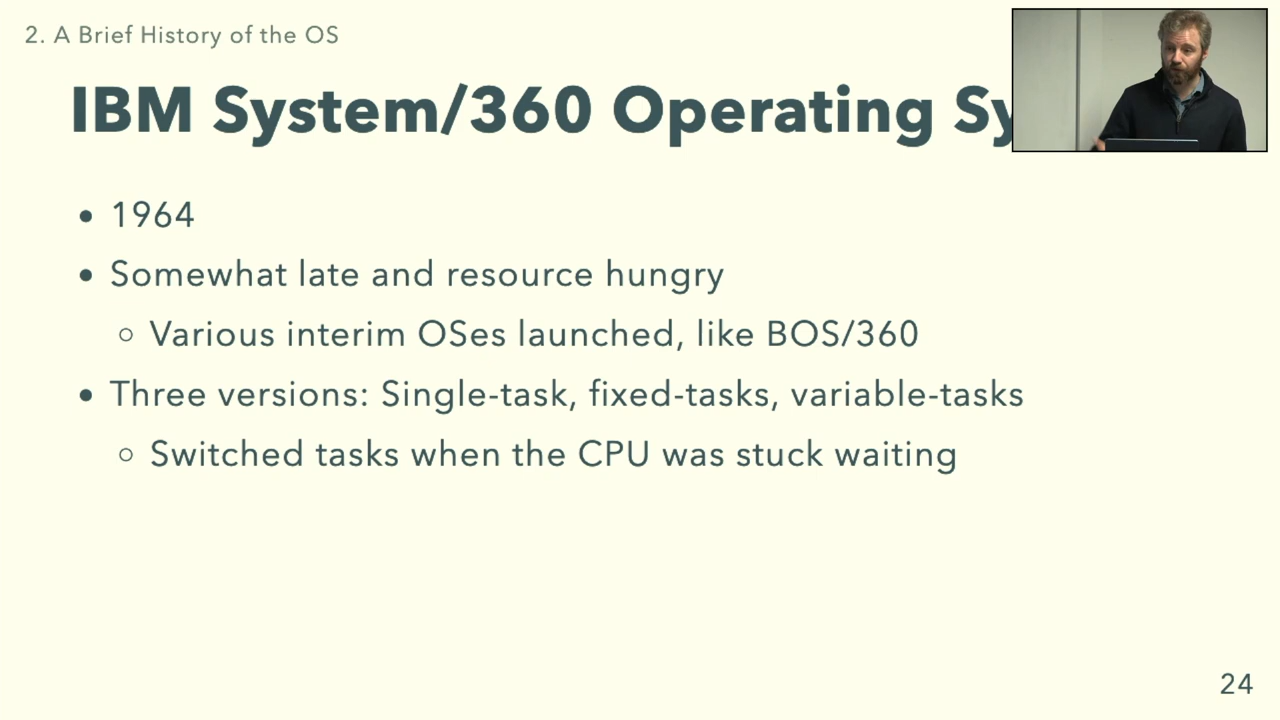 2. A Brief History of the OS
IBM System/360 Operating
1964
Somewhat late and resource hungry
Various interim OSes launched, like BOS/360
Three versions: Single-task, fixed-tasks, variable-tasks
Switched tasks when the CPU was stuck waiting
24